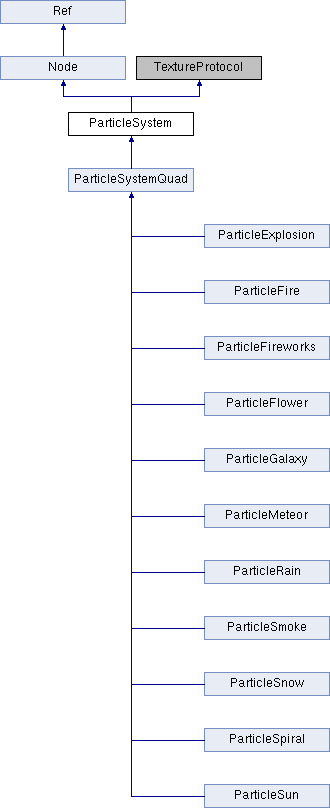 Ref
Node TextureProtocol
ParticleSystem
ParticleSystemQuad
ParticleExplosion
ParticleFire
ParticleFireworks
ParticleFlower
ParticleGalaxy
ParticleMeteor
ParticleRain
ParticleSmoke
ParticleSnow
ParticleSpiral
ParticleSun